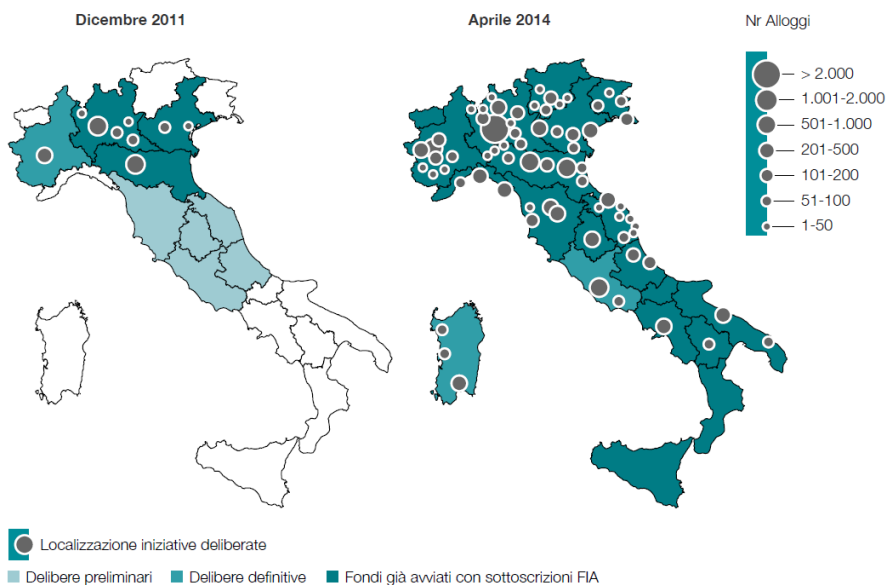 Dicembre 2011
Aprile 2014
Nr Alloggi
> 2.000
1.001-2.000
501-1.000
201-500
101-200
51-100
1-50
Localizzazione iniziative deliberate
Delibere preliminari
Delibere definitive
Fondi già avviati con sottoscrizioni FIA